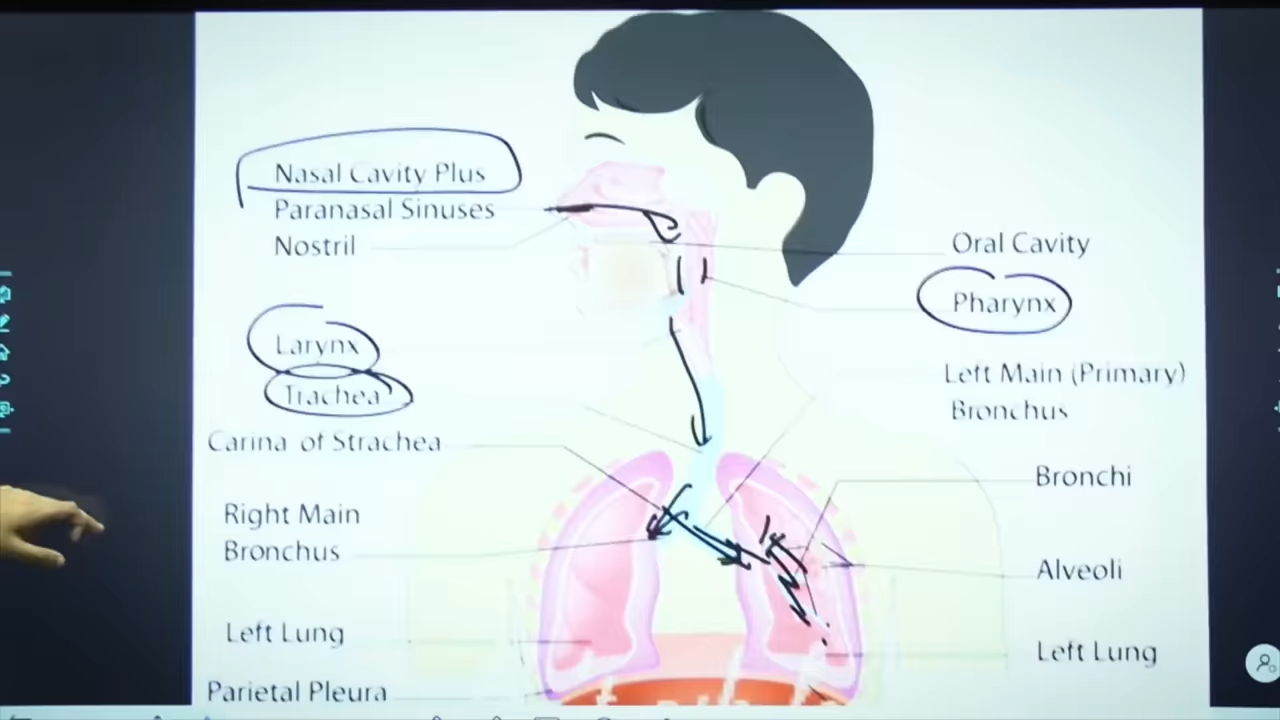 Nasal Cavity Plus
Paranasal Sinuses
Nostril
Larynx
Trachea
Carina of Strachea
Right Main
Bronchus
Left Lung
Parietal Pleura
Oral Cavity
Pharynx
Left Main (Primary)
Bronchus
Bronchi
Alveoli
Left Lung